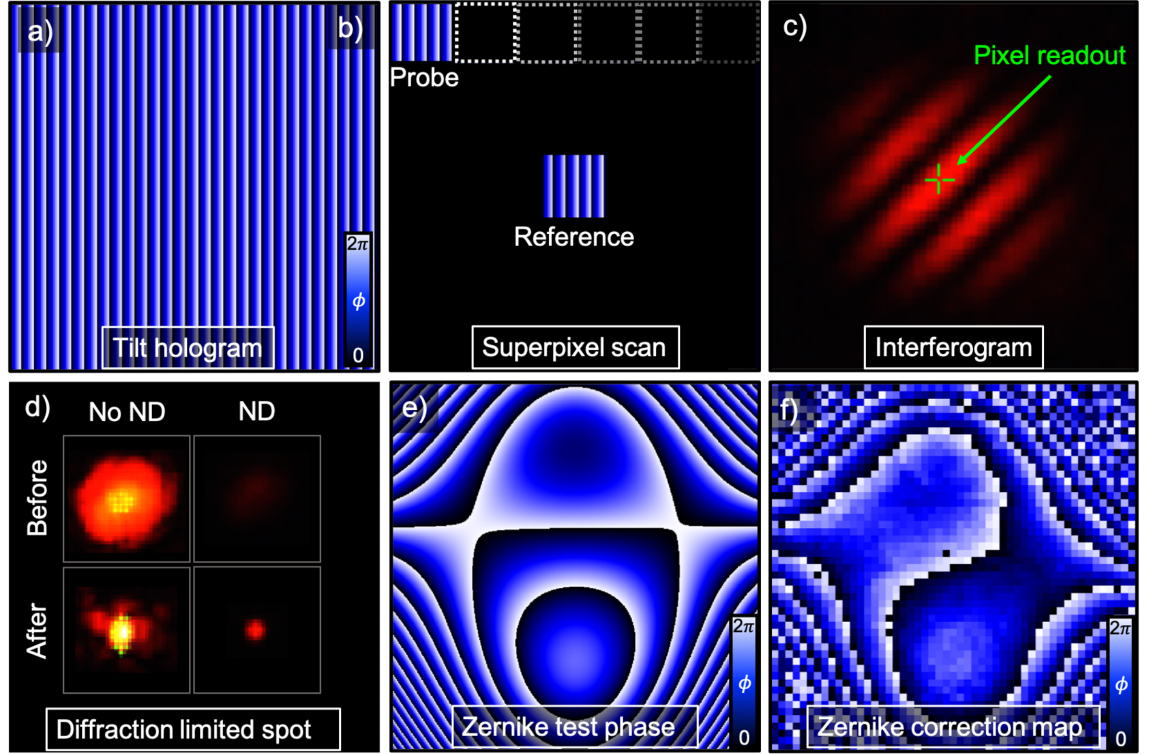 a)
b)
2π
ϕ
0
Tilt hologram
Probe
Reference
Superpixel scan
c)
Pixel readout
Interferogram
d)
No ND
ND
Before
After
Diffraction limited spot
e)
2π
ϕ
0
Zernike test phase
f)
2π
ϕ
0
Zernike correction map